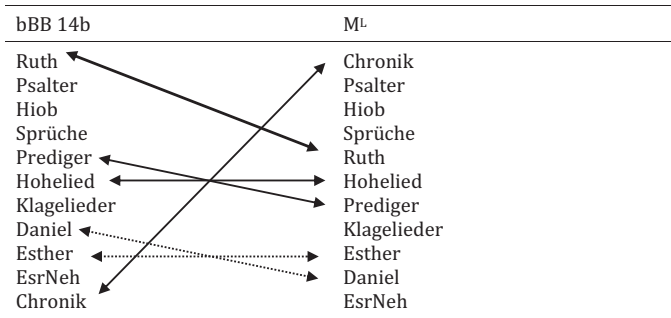 bBB 14b Mᴸ
Ruth Chronik
Psalter Psalter
Hiob Hiob
Sprüche Sprüche
Prediger Ruth
Hohelied Hohelied
Klagelieder Prediger
Daniel Klagelieder
Esther Esther
EsrNeh Daniel
Chronik EsrNeh